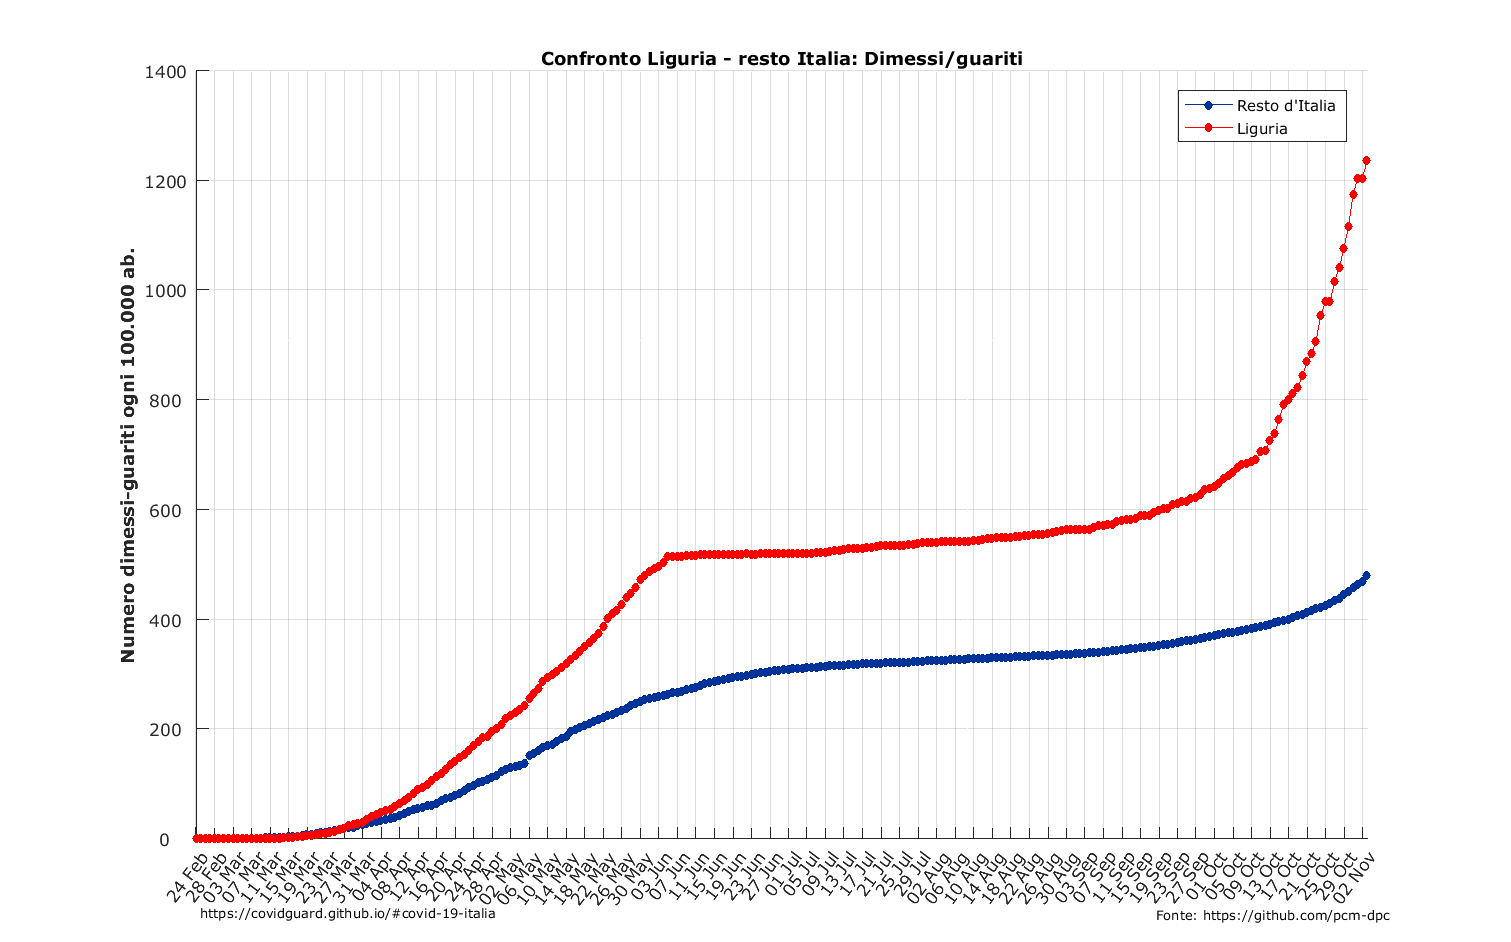 Confronto Liguria - resto Italia: Dimessi/guariti
Resto d'Italia
Liguria
Numero dimessi-guariti ogni 100.000 ab.
1400
1200
1000
800
600
400
200
0
24 Feb
28 Feb
03 Mar
07 Mar
11 Mar
15 Mar
19 Mar
23 Mar
27 Mar
31 Mar
04 Apr
08 Apr
12 Apr
16 Apr
20 Apr
24 Apr
28 Apr
02 May
06 May
10 May
14 May
18 May
22 May
26 May
30 May
03 Jun
07 Jun
11 Jun
15 Jun
19 Jun
23 Jun
27 Jun
01 Jul
05 Jul
09 Jul
13 Jul
17 Jul
21 Jul
25 Jul
29 Jul
02 Aug
06 Aug
10 Aug
14 Aug
18 Aug
22 Aug
26 Aug
30 Aug
03 Sep
07 Sep
11 Sep
15 Sep
19 Sep
23 Sep
27 Sep
01 Oct
05 Oct
09 Oct
13 Oct
17 Oct
21 Oct
25 Oct
29 Oct
02 Nov
https://covidguard.github.io/#covid-19-italia
Fonte: https://github.com/pcm-dpc